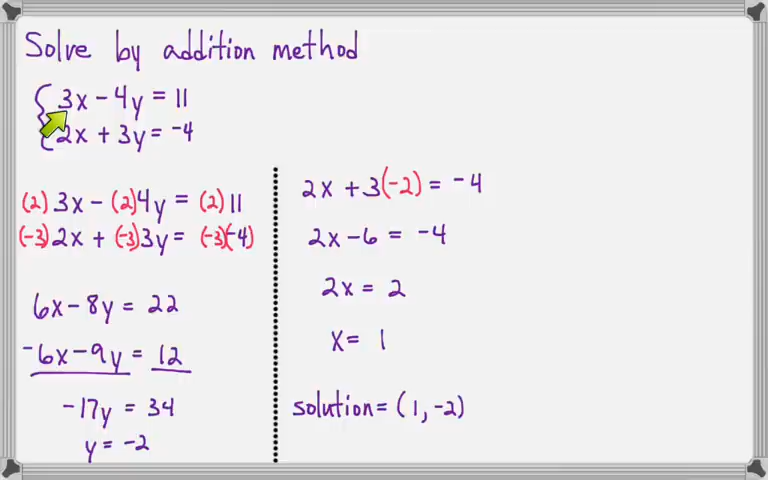 Solve by addition method
3x - 4y = 11
2x + 3y = -4
(2)3x - (2)4y = (2)11
(-3)2x + (-3)3y = (-3)(-4)
6x - 8y = 22
-6x - 9y = 12
-17y = 34
y = -2
2x + 3(-2) = -4
2x - 6 = -4
2x = 2
x = 1
solution = (1, -2)